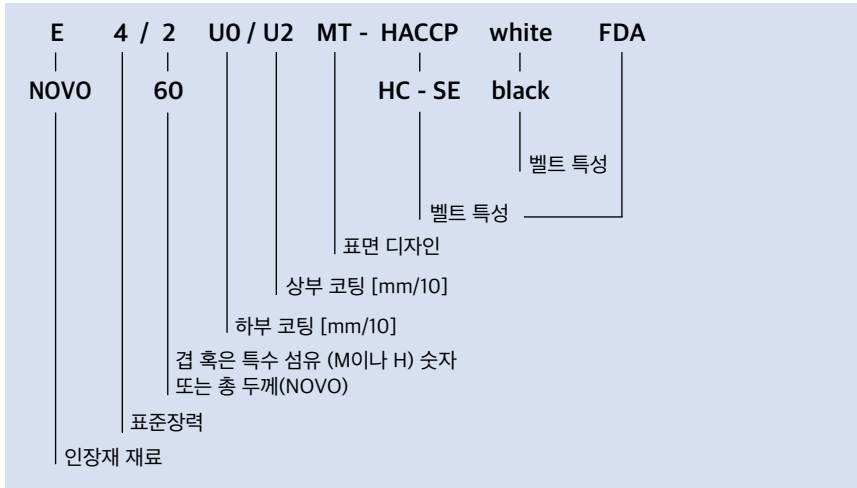 E 4 / 2 U0 / U2 MT - HACCP white FDA
NOVO 60 HC - SE black
벨트 특성
벨트 특성
표면 디자인
상부 코팅 [mm/10]
하부 코팅 [mm/10]
겹 혹은 특수 섬유 (M이나 H) 숫자
또는 총 두께(NOVO)
표준장력
인장재 재료